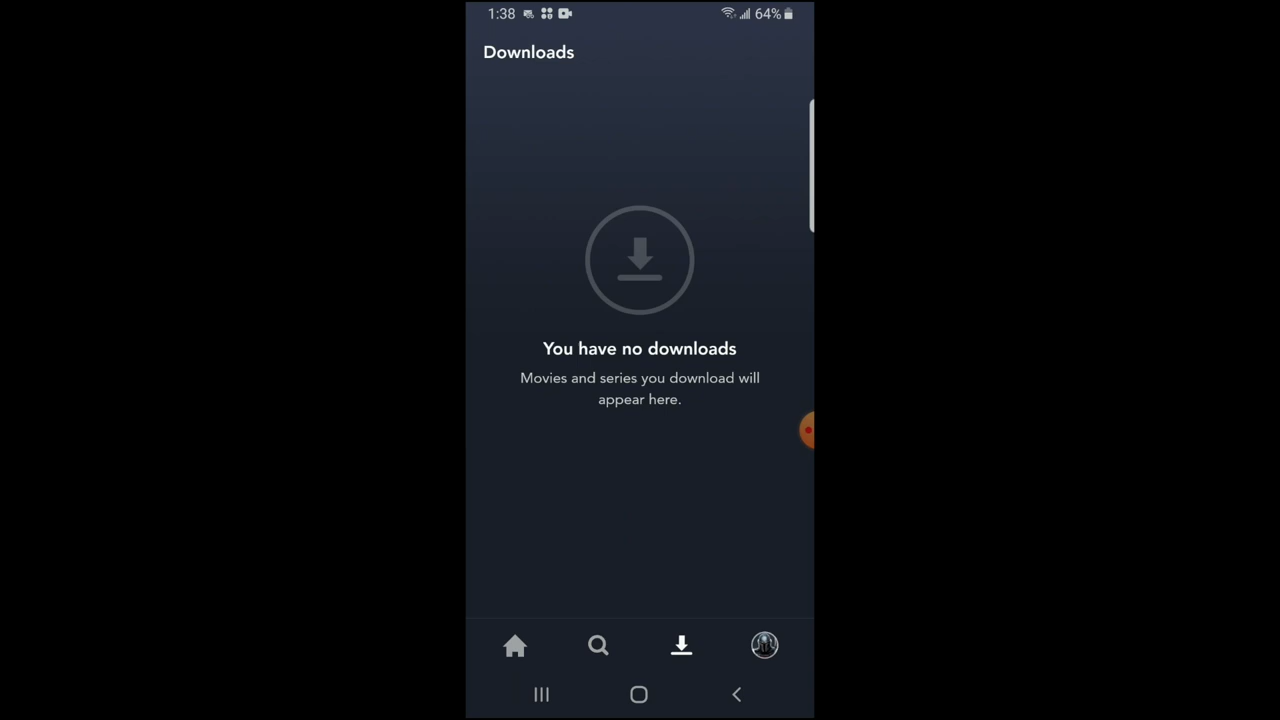 1:38
64%
Downloads
You have no downloads
Movies and series you download will
appear here.